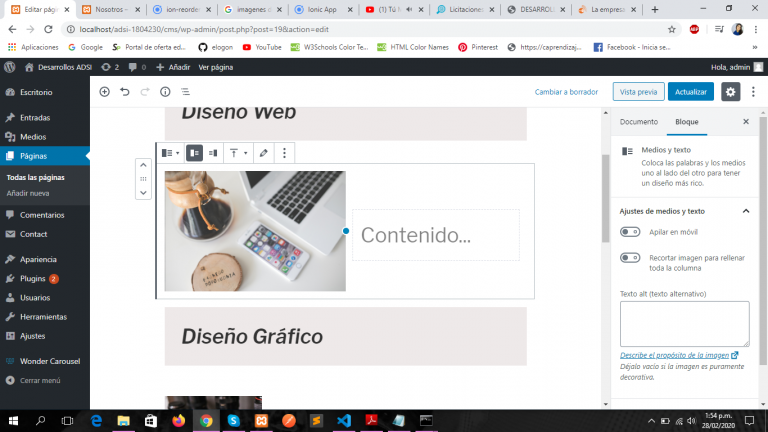 Editar pági
Nosotros –
ion-reorde
imagenes d
Ionic App
(1) Tú M
Licitacione
DESARROL
La empres
localhost/adsi-1804230/cms/wp-admin/post.php?post=19&action=edit
Aplicaciones
Google
Portal de oferta ed...
elogon
YouTube
W3Schools Color Te...
HTML Color Names
Pinterest
https://caprendizaj...
Facebook - Inicia se...
Desarrollos ADSI
2
0
Añadir
Ver página
Hola, admin
Escritorio
Entradas
Medios
Páginas
Todas las páginas
Añadir nueva
Comentarios
Contact
Apariencia
Plugins 2
Usuarios
Herramientas
Ajustes
Wonder Carousel
Cerrar menú
Cambiar a borrador
Vista previa
Actualizar
Diseño Web
Contenido...
Diseño Gráfico
Documento
Bloque
Medios y texto
Coloca las palabras y los medios
uno al lado del otro para tener
un diseño más rico.
Ajustes de medios y texto
Apilar en móvil
Recortar imagen para rellenar
toda la columna
Texto alt (texto alternativo)
Describe el propósito de la imagen
Déjalo vacío si la imagen es puramente
decorativa.
1:54 p.m.
28/02/2020